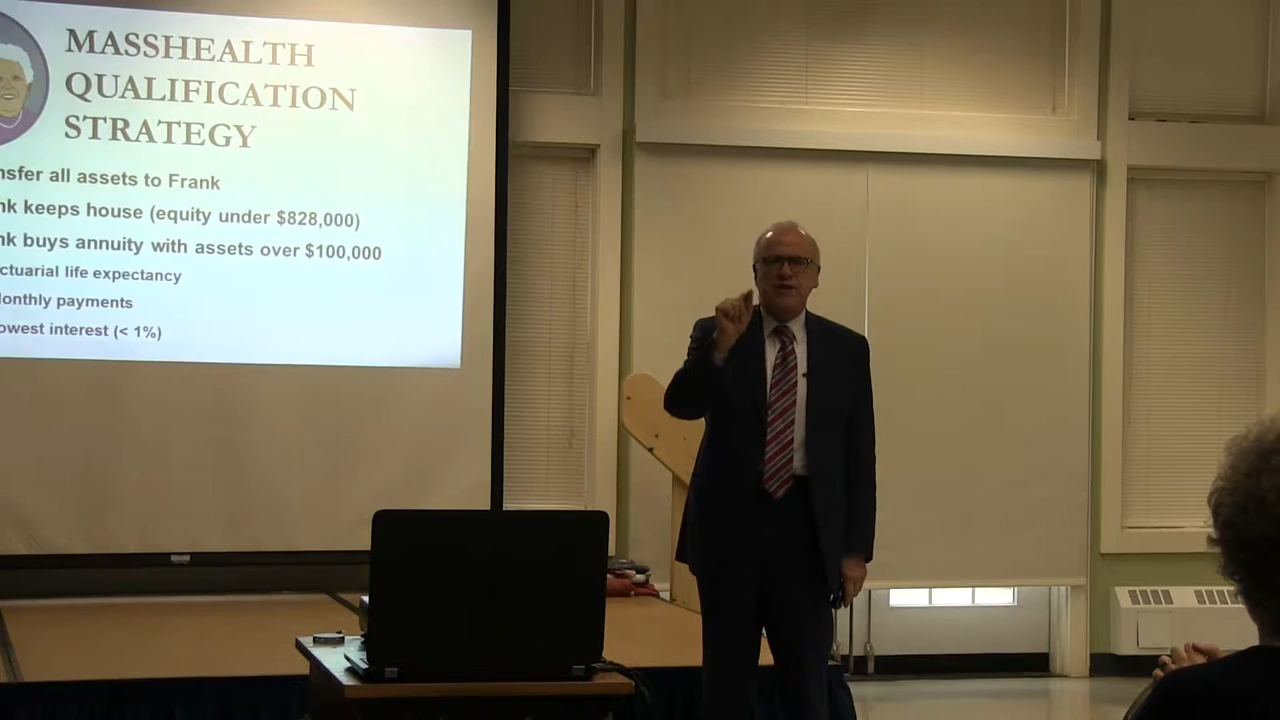 MASSHEALTH
QUALIFICATION
STRATEGY
nsfer all assets to Frank
nk keeps house (equity under $828,000)
nk buys annuity with assets over $100,000
ctuarial life expectancy
onthly payments
owest interest (< 1%)